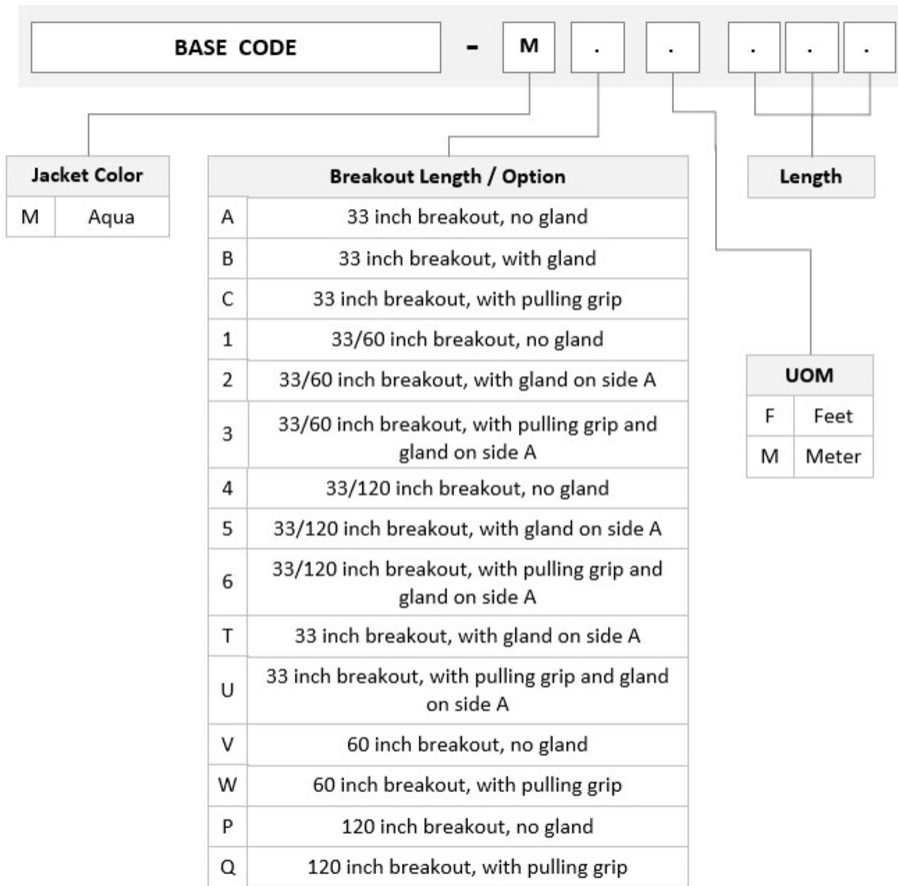 BASE CODE - M . . . . .
Jacket Color
M Aqua
Breakout Length / Option
A 33 inch breakout, no gland
B 33 inch breakout, with gland
C 33 inch breakout, with pulling grip
1 33/60 inch breakout, no gland
2 33/60 inch breakout, with gland on side A
3 33/60 inch breakout, with pulling grip and
gland on side A
4 33/120 inch breakout, no gland
5 33/120 inch breakout, with gland on side A
6 33/120 inch breakout, with pulling grip and
gland on side A
T 33 inch breakout, with gland on side A
U 33 inch breakout, with pulling grip and gland
on side A
V 60 inch breakout, no gland
W 60 inch breakout, with pulling grip
P 120 inch breakout, no gland
Q 120 inch breakout, with pulling grip
Length
UOM
F Feet
M Meter